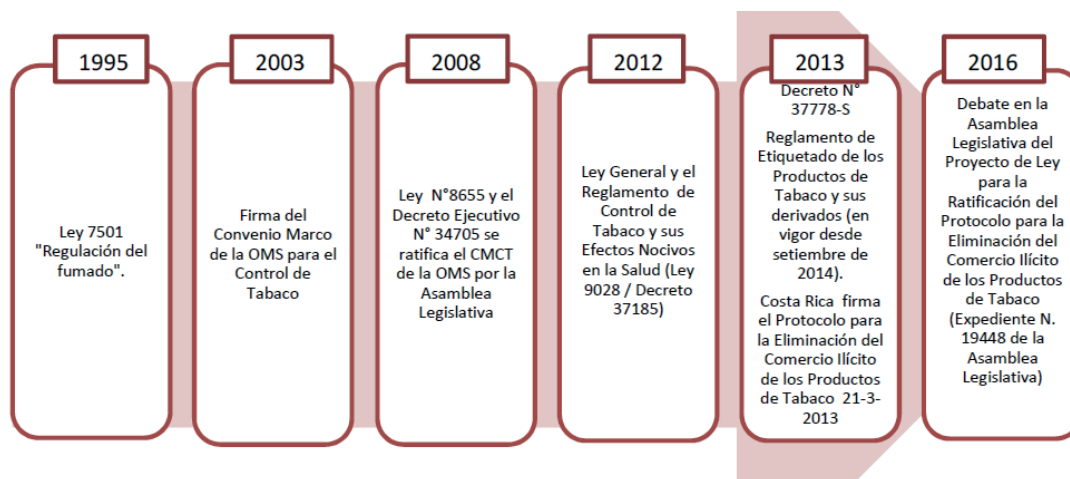 1995
Ley 7501
"Regulación del
fumado".
2003
Firma del
Convenio Marco
de la OMS para el
Control de
Tabaco
2008
Ley N°8655 y el
Decreto Ejecutivo
N° 34705 se
ratifica el CMCT
de la OMS por la
Asamblea
Legislativa
2012
Ley General y el
Reglamento de
Control de
Tabaco y sus
Efectos Nocivos
en la Salud (Ley
9028 / Decreto
37185)
2013
Decreto N°
37778-S
Reglamento de
Etiquetado de los
Productos de
Tabaco y sus
derivados (en
vigor desde
setiembre de
2014).
Costa Rica firma
el Protocolo para
la Eliminación del
Comercio Ilícito
de los Productos
de Tabaco 21-3-
2013
2016
Debate en la
Asamblea
Legislativa del
Proyecto de Ley
para la
Ratificación del
Protocolo para la
Eliminación del
Comercio Ilícito
de los Productos
de Tabaco
(Expediente N.
19448 de la
Asamblea
Legislativa)